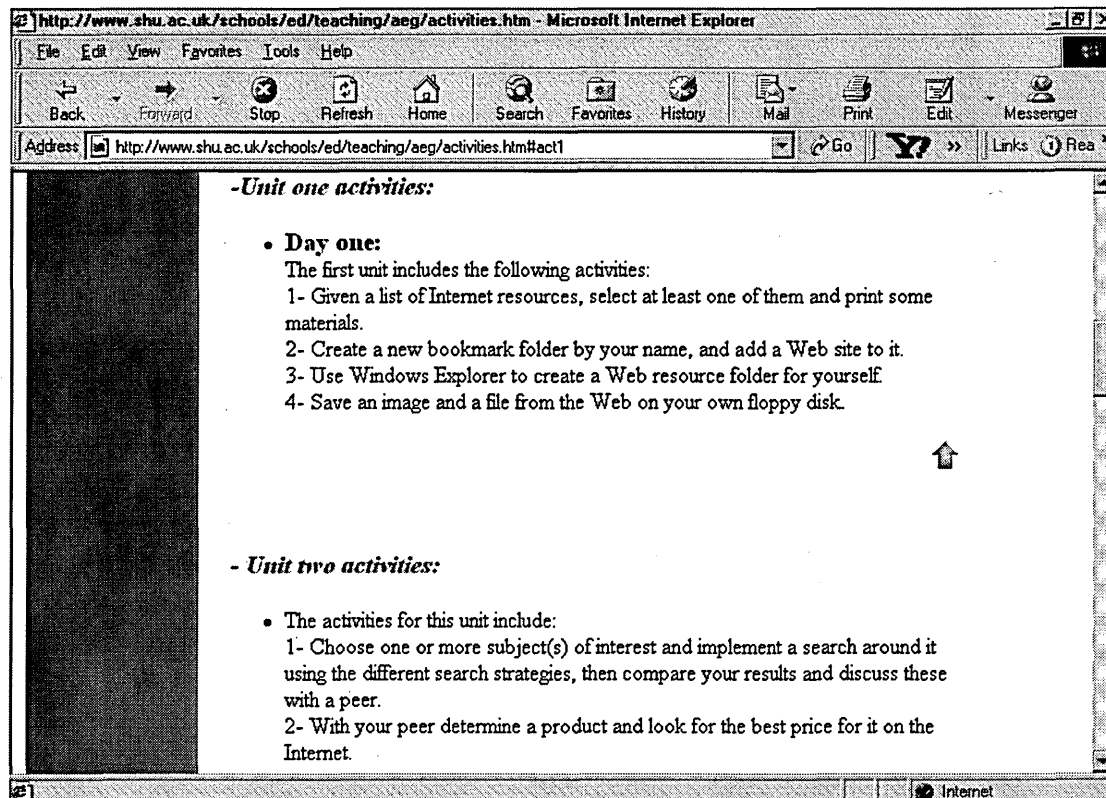 http://www.shu.ac.uk/schools/ed/teaching/aeg/activities.htm - Microsoft Internet Explorer
File Edit View Favorites Tools Help
Back Forward Stop Refresh Home Search Favorites History Mail Print Edit Messenger
Address http://www.shu.ac.uk/schools/ed/teaching/aeg/activities.htm#act1 Go Y? » Links Rea
-Unit one activities:
• Day one:
The first unit includes the following activities:
1- Given a list of Internet resources, select at least one of them and print some
materials.
2- Create a new bookmark folder by your name, and add a Web site to it.
3- Use Windows Explorer to create a Web resource folder for yourself.
4- Save an image and a file from the Web on your own floppy disk.
- Unit two activities:
• The activities for this unit include:
1- Choose one or more subject(s) of interest and implement a search around it
using the different search strategies, then compare your results and discuss these
with a peer.
2- With your peer determine a product and look for the best price for it on the
Internet.
Internet